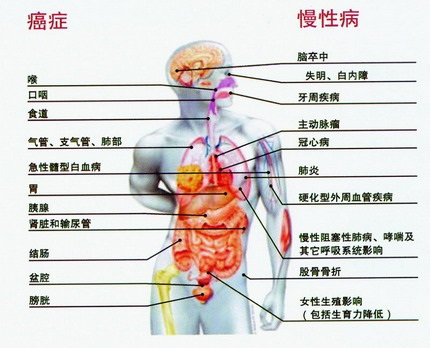 癌症
喉
口咽
食道
气管、支气管、肺部
急性髓型白血病
胃
胰腺
肾脏和输尿管
结肠
盆腔
膀胱
慢性病
脑卒中
失明、白内障
牙周疾病
主动脉瘤
冠心病
肺炎
硬化型外周血管疾病
慢性阻塞性肺病、哮喘及
其它呼吸系统影响
股骨骨折
女性生殖影响
（包括生育力降低）